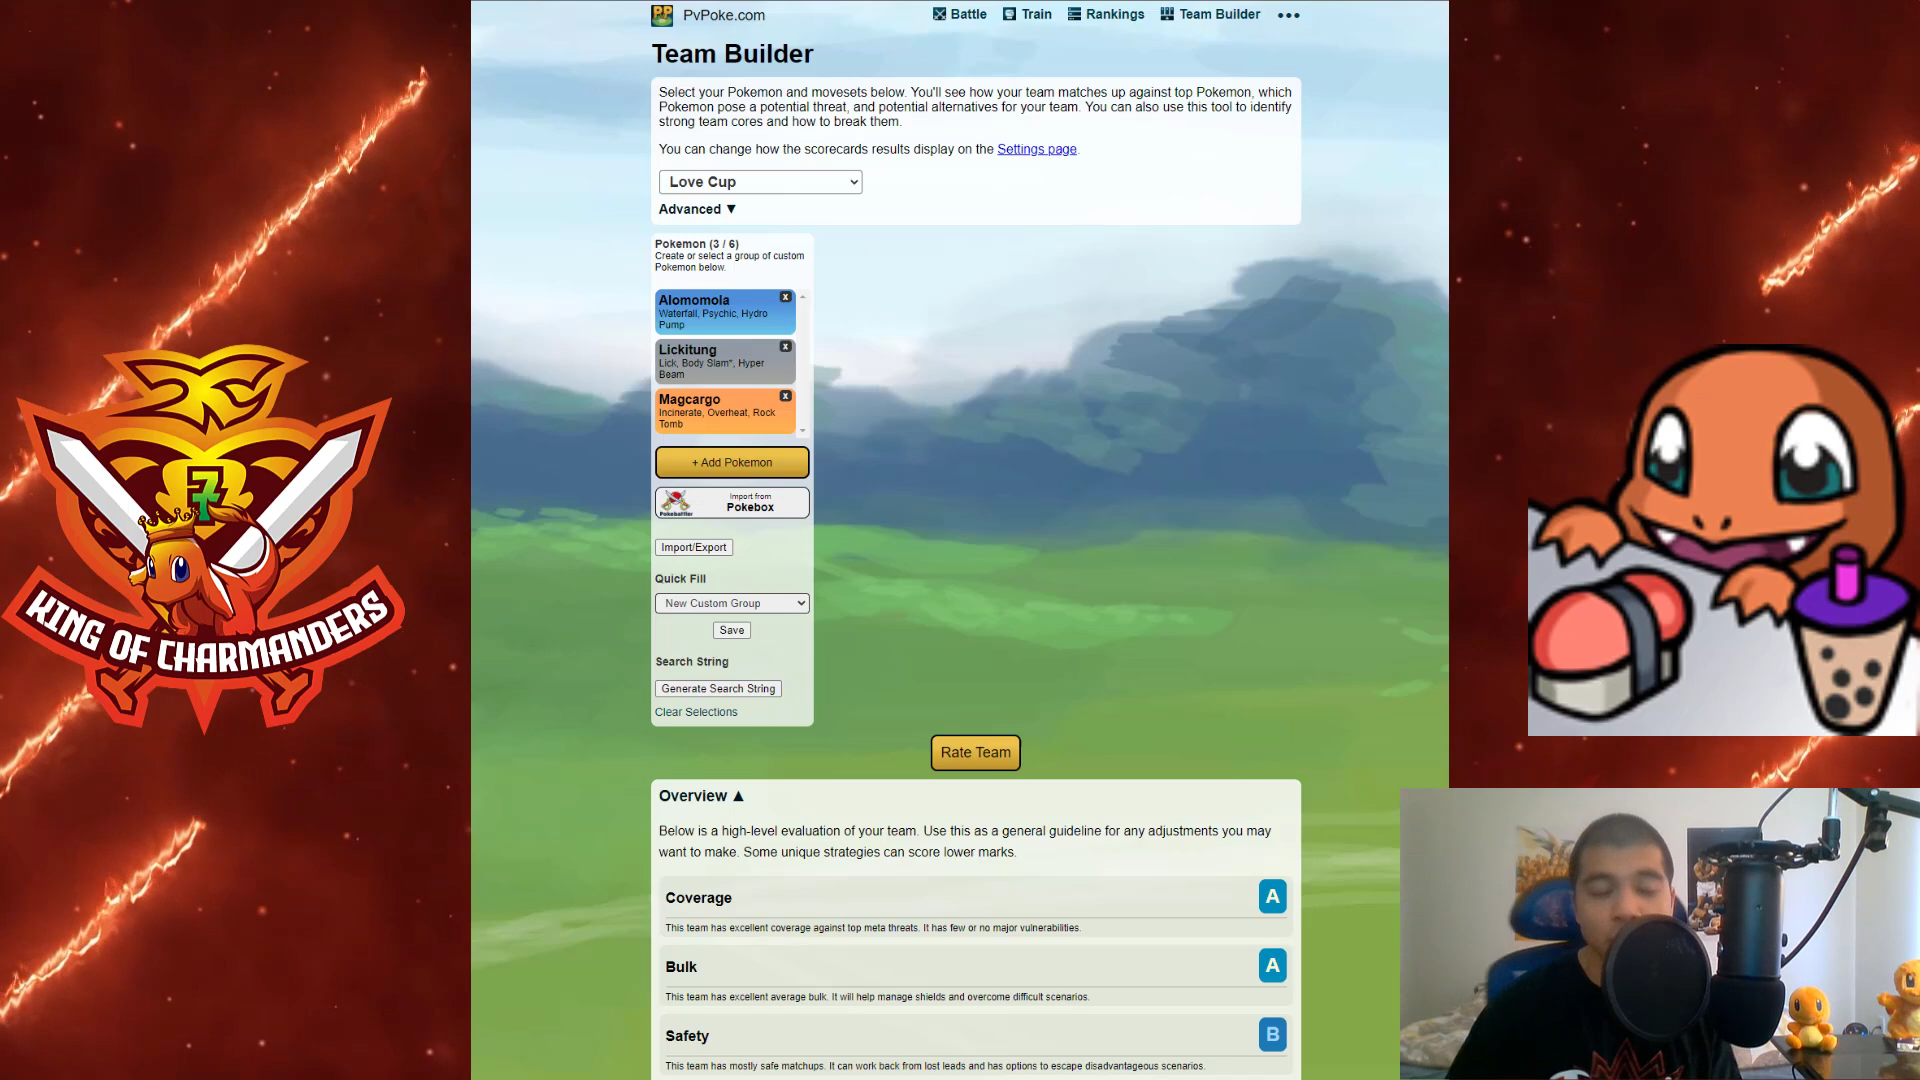 PvPoke.com
Battle
Train
Rankings
Team Builder
Team Builder
Select your Pokemon and movesets below. You'll see how your team matches up against top Pokemon, which
Pokemon pose a potential threat, and potential alternatives for your team. You can also use this tool to identify
strong team cores and how to break them.
You can change how the scorecards results display on the Settings page.
Love Cup
Advanced ▼
Pokemon (3 / 6)
Create or select a group of custom
Pokemon below.
Alomomola
X
Waterfall, Psychic, Hydro
Pump
Lickitung
X
Lick, Body Slam*, Hyper
Beam
Magcargo
X
Incinerate, Overheat, Rock
Tomb
+ Add Pokemon
Pokebattler
Import from
Pokebox
Import/Export
Quick Fill
New Custom Group
Save
Search String
Generate Search String
Clear Selections
Rate Team
Overview ▲
Below is a high-level evaluation of your team. Use this as a general guideline for any adjustments you may
want to make. Some unique strategies can score lower marks.
Coverage
A
This team has excellent coverage against top meta threats. It has few or no major vulnerabilities.
Bulk
A
This team has excellent average bulk. It will help manage shields and overcome difficult scenarios.
Safety
B
This team has mostly safe matchups. It can work back from lost leads and has options to escape disadvantageous scenarios.
KING OF CHARMANDERS